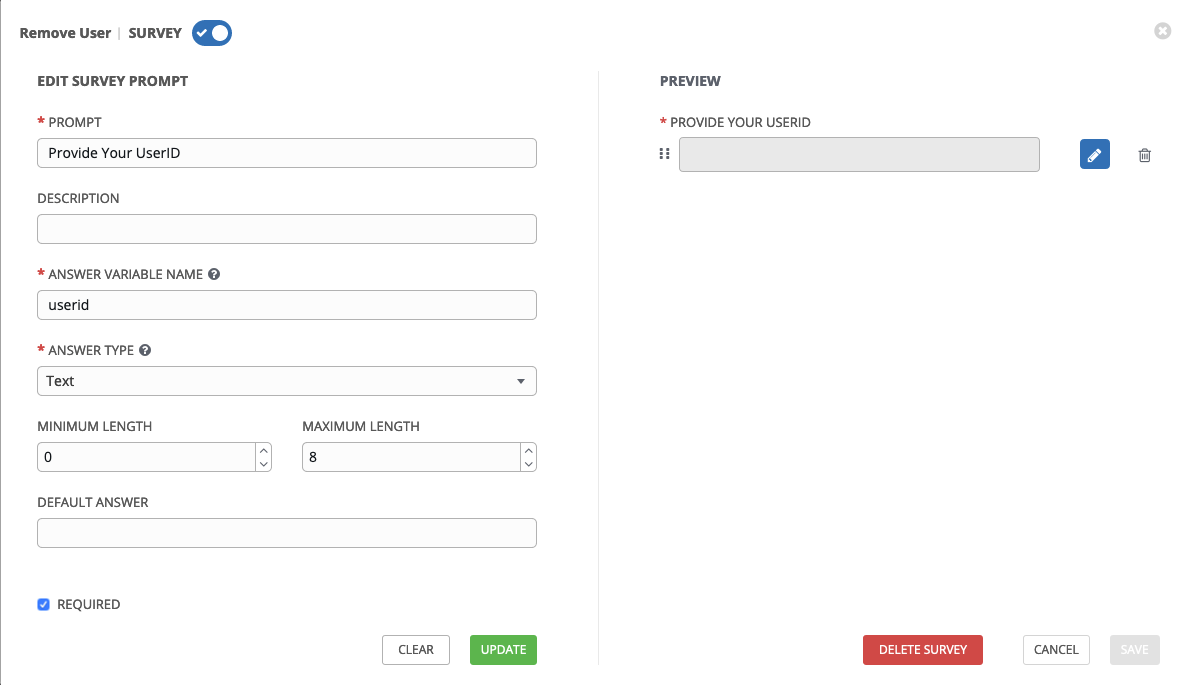 Remove User | SURVEY
EDIT SURVEY PROMPT
* PROMPT
Provide Your UserID
DESCRIPTION
* ANSWER VARIABLE NAME ?
userid
* ANSWER TYPE ?
Text
MINIMUM LENGTH
0
MAXIMUM LENGTH
8
DEFAULT ANSWER
REQUIRED
CLEAR
UPDATE
PREVIEW
* PROVIDE YOUR USERID
DELETE SURVEY
CANCEL
SAVE